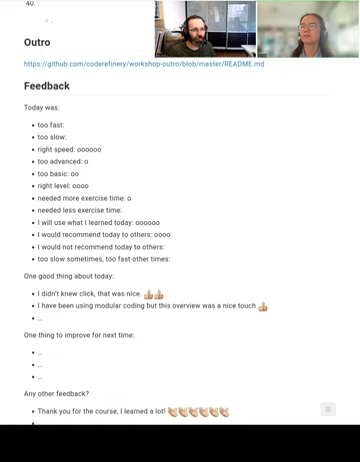 40. .
Outro
https://github.com/coderefinery/workshop-outro/blob/master/README.md
Feedback
Today was:
too fast:
too slow:
right speed: oooooo
too advanced: o
too basic: oo
right level: oooo
needed more exercise time: o
needed less exercise time:
I will use what I learned today: oooooo
I would recommend today to others: oooo
I would not recommend today to others:
too slow sometimes, too fast other times:
One good thing about today:
I didn't knew click, that was nice. 👍👍
I have been using modular coding but this overview was a nice touch 👍
..
One thing to improve for next time:
..
..
..
Any other feedback?
Thank you for the course, I learned a lot! 👏👏👏👏👏👏